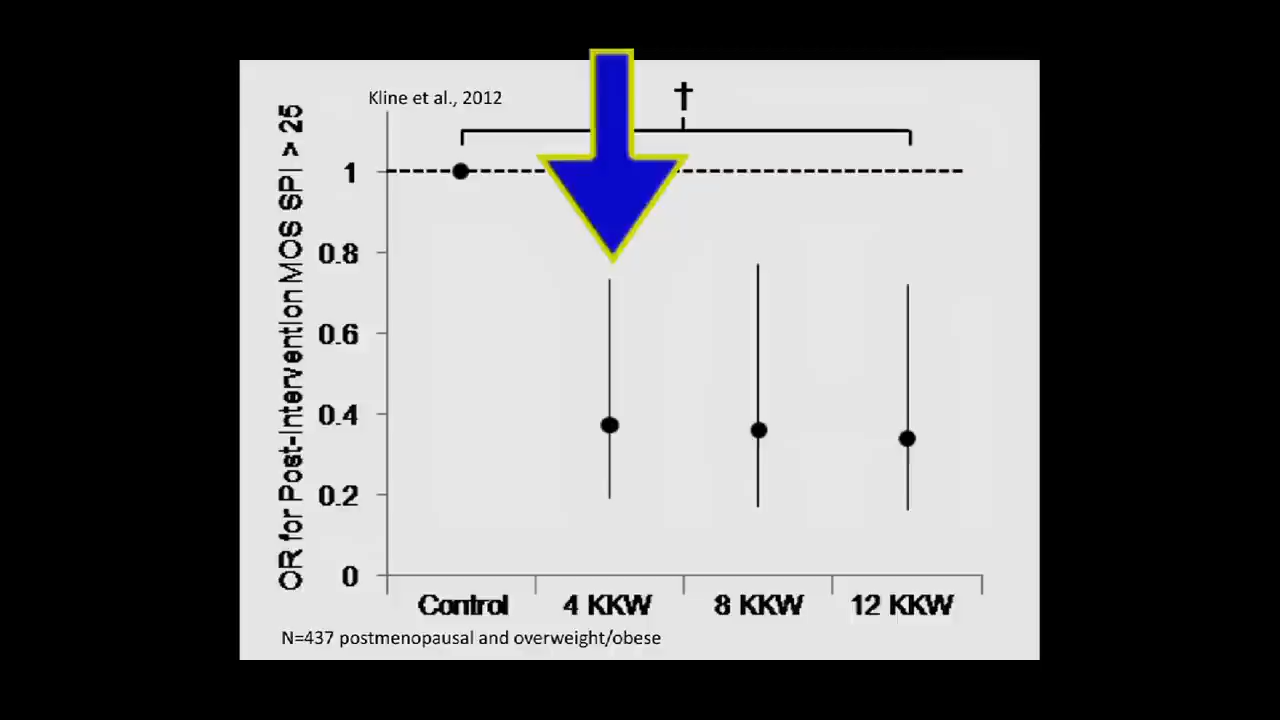 Kline et al., 2012
†
OR for Post-Intervention MOS SPI > 25
1
0.8
0.6
0.4
0.2
0
Control 4 KKW 8 KKW 12 KKW
N=437 postmenopausal and overweight/obese